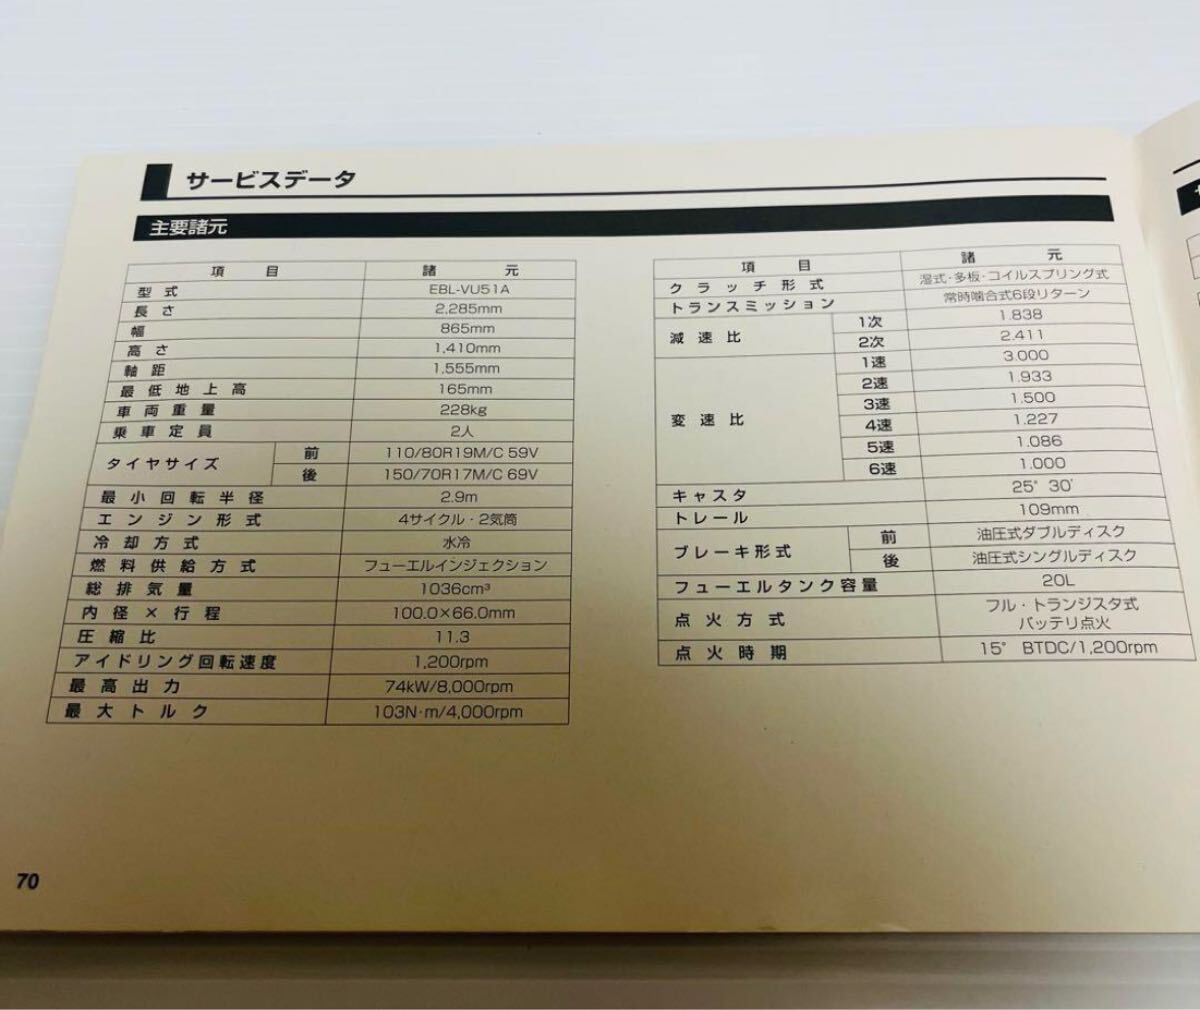 サービスデータ
主要諸元
項目 諸元
型式 EBL-VU51A
長さ 2,285mm
幅 865mm
高さ 1,410mm
軸距 1,555mm
最低地上高 165mm
車両重量 228kg
乗車定員 2人
タイヤサイズ 前 110/80R19M/C 59V
後 150/70R17M/C 69V
最小回転半径 2.9m
エンジン形式 4サイクル・2気筒
冷却方式 水冷
燃料供給方式 フューエルインジェクション
総排気量 1036cm³
内径×行程 100.0×66.0mm
圧縮比 11.3
アイドリング回転速度 1,200rpm
最高出力 74kW/8,000rpm
最大トルク 103N·m/4,000rpm
項目 諸元
クラッチ形式 湿式・多板・コイルスプリング式
トランスミッション 常時噛合式6段リターン
減速比 1次 1.838
2次 2.411
変速比 1速 3.000
2速 1.933
3速 1.500
4速 1.227
5速 1.086
6速 1.000
キャスタ 25° 30′
トレール 109mm
ブレーキ形式 前 油圧式ダブルディスク
後 油圧式シングルディスク
フューエルタンク容量 20L
点火方式 フル・トランジスタ式
バッテリ点火
点火時期 15° BTDC/1,200rpm
70